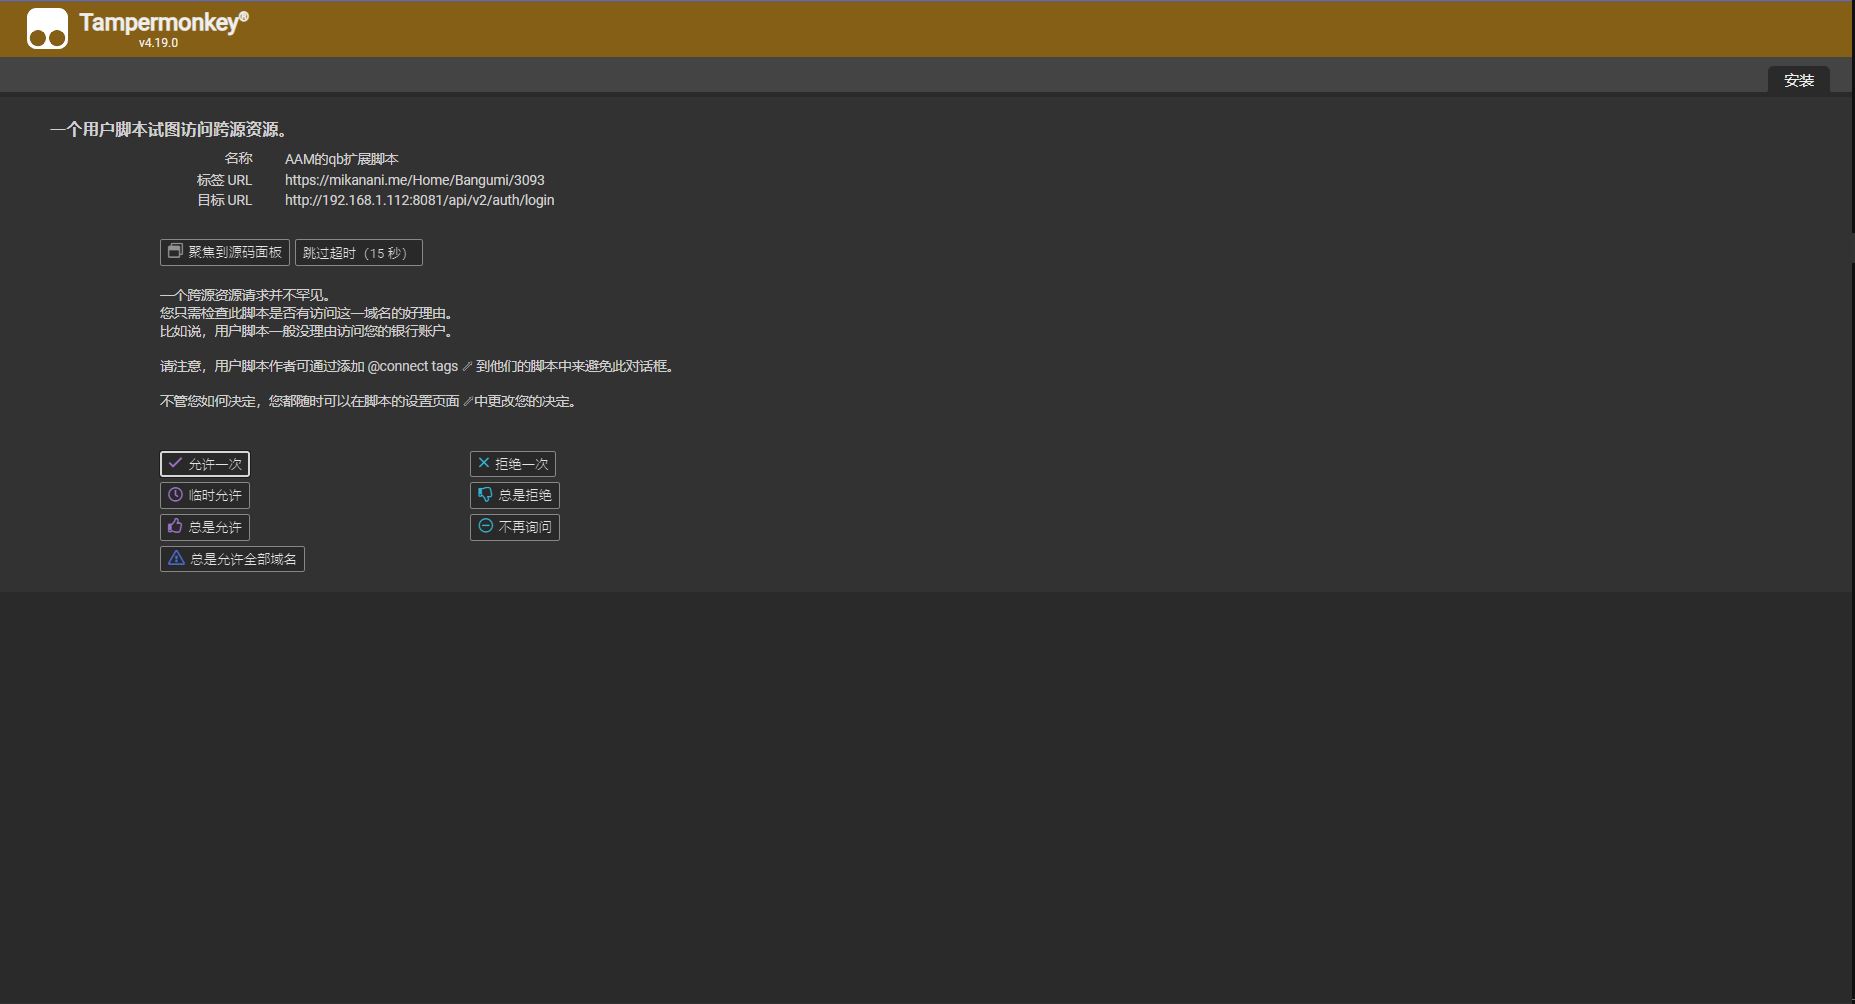 Tampermonkey®
v4.19.0
安装
一个用户脚本试图访问跨源资源。
名称 AAM的qb扩展脚本
标签 URL https://mikanani.me/Home/Bangumi/3093
目标 URL http://192.168.1.112:8081/api/v2/auth/login
聚焦到源码面板 跳过超时（15 秒）
一个跨源资源请求并不罕见。
您只需检查此脚本是否有访问这一域名的好理由。
比如说，用户脚本一般没理由访问您的银行账户。
请注意，用户脚本作者可通过添加 @connect tags 到他们的脚本中来避免此对话框。
不管您如何决定，您都随时可以在脚本的设置页面 中更改您的决定。
允许一次 拒绝一次
临时允许 总是拒绝
总是允许 不再询问
总是允许全部域名